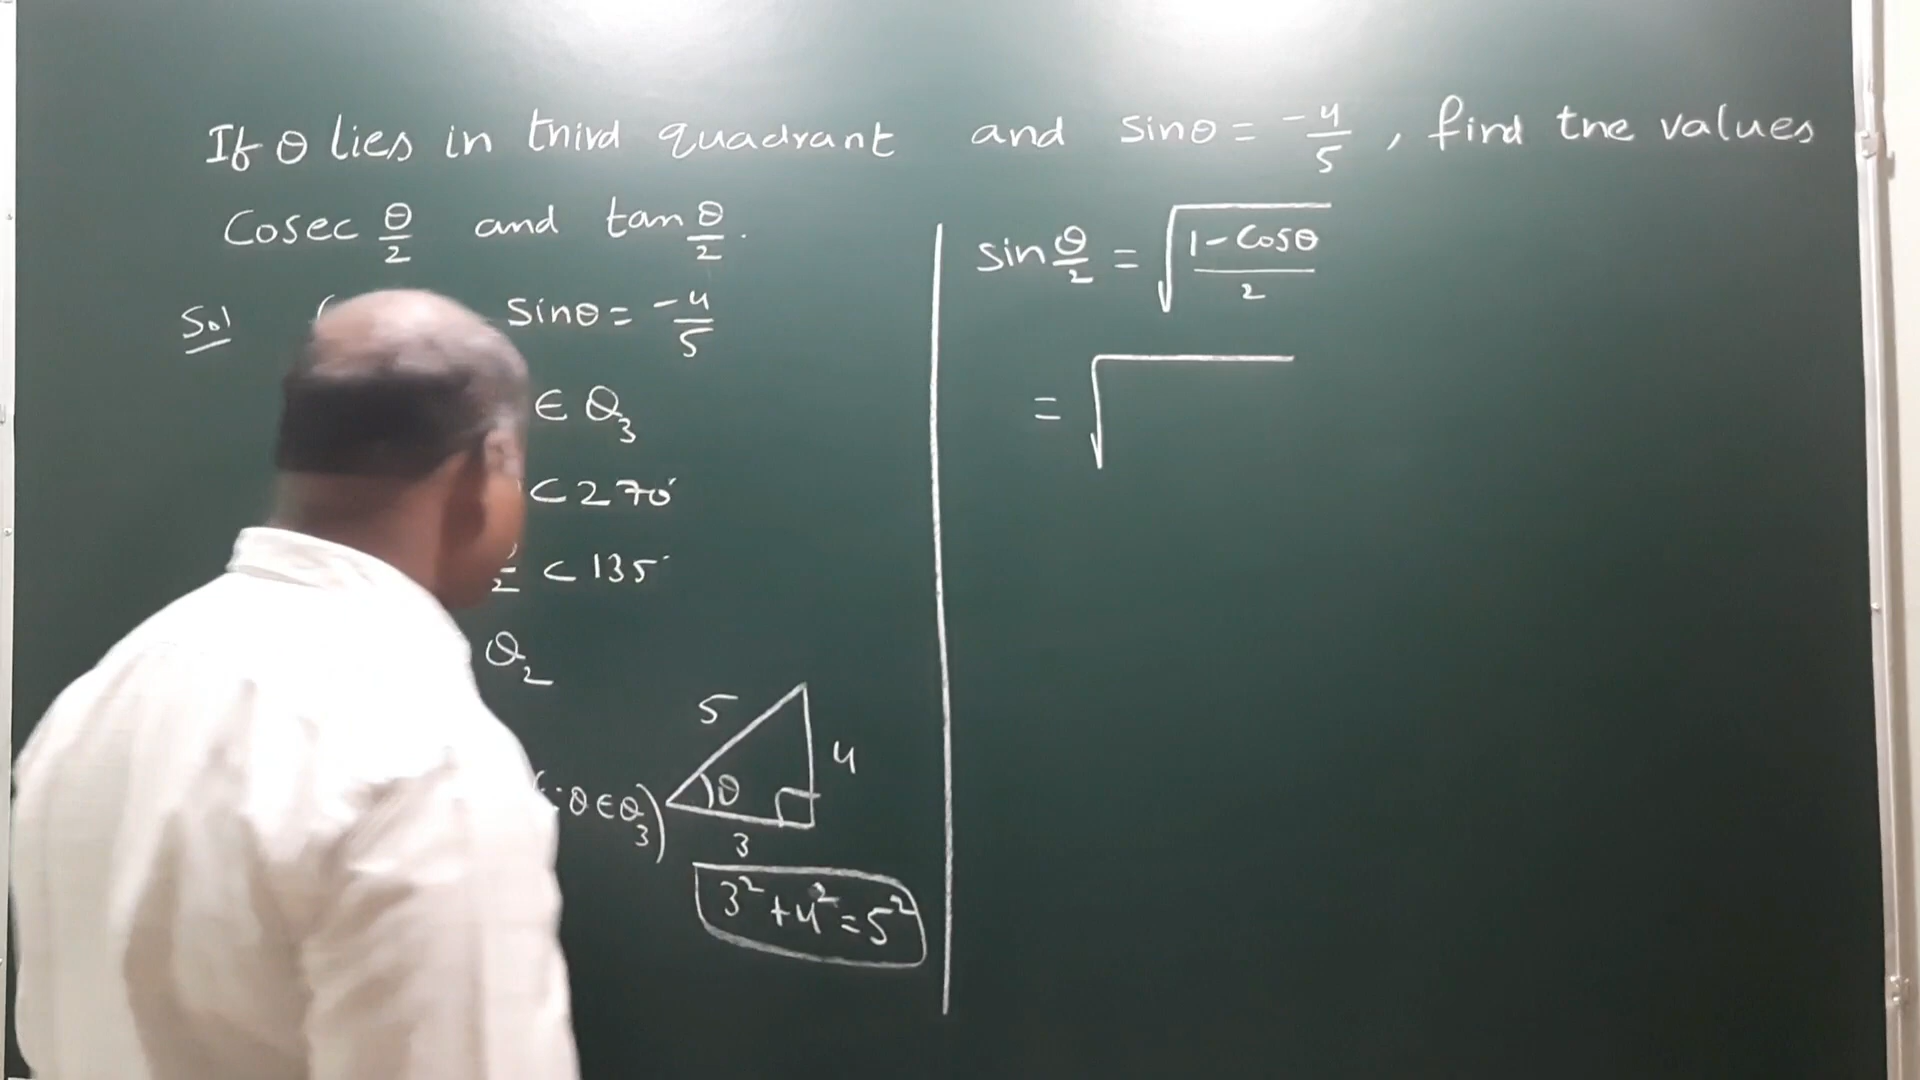 If θ lies in third quadrant and sinθ = -4/5, find the values
Cosec θ/2 and tan θ/2.
Sol sinθ = -4/5
∈ Q₃
< 270°
2 < 135°
Q₂
5
4
θ
3
(∵ θ ∈ Q₃)
3² + 4² = 5²
sin θ/2 = √((1 - Cosθ)/2)
= √